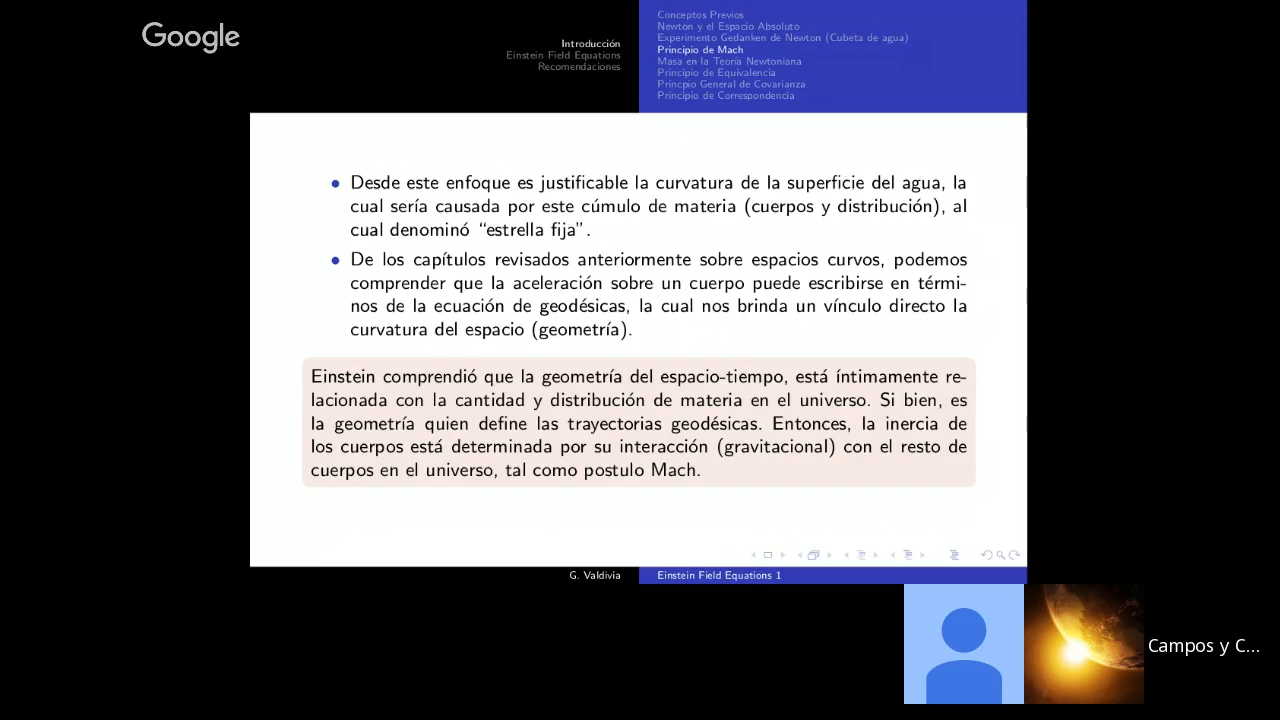 Google
Introducción
Einstein Field Equations
Recomendaciones
Conceptos Previos
Newton y el Espacio Absoluto
Experimento Gedanken de Newton (Cubeta de agua)
Principio de Mach
Masa en la Teoría Newtoniana
Principio de Equivalencia
Princpio General de Covarianza
Principio de Correspondencia
• Desde este enfoque es justificable la curvatura de la superficie del agua, la
cual sería causada por este cúmulo de materia (cuerpos y distribución), al
cual denominó “estrella fija”.
• De los capítulos revisados anteriormente sobre espacios curvos, podemos
comprender que la aceleración sobre un cuerpo puede escribirse en térmi-
nos de la ecuación de geodésicas, la cual nos brinda un vínculo directo la
curvatura del espacio (geometría).
Einstein comprendió que la geometría del espacio-tiempo, está íntimamente re-
lacionada con la cantidad y distribución de materia en el universo. Si bien, es
la geometría quien define las trayectorias geodésicas. Entonces, la inercia de
los cuerpos está determinada por su interacción (gravitacional) con el resto de
cuerpos en el universo, tal como postulo Mach.
G. Valdivia
Einstein Field Equations 1
Campos y C...